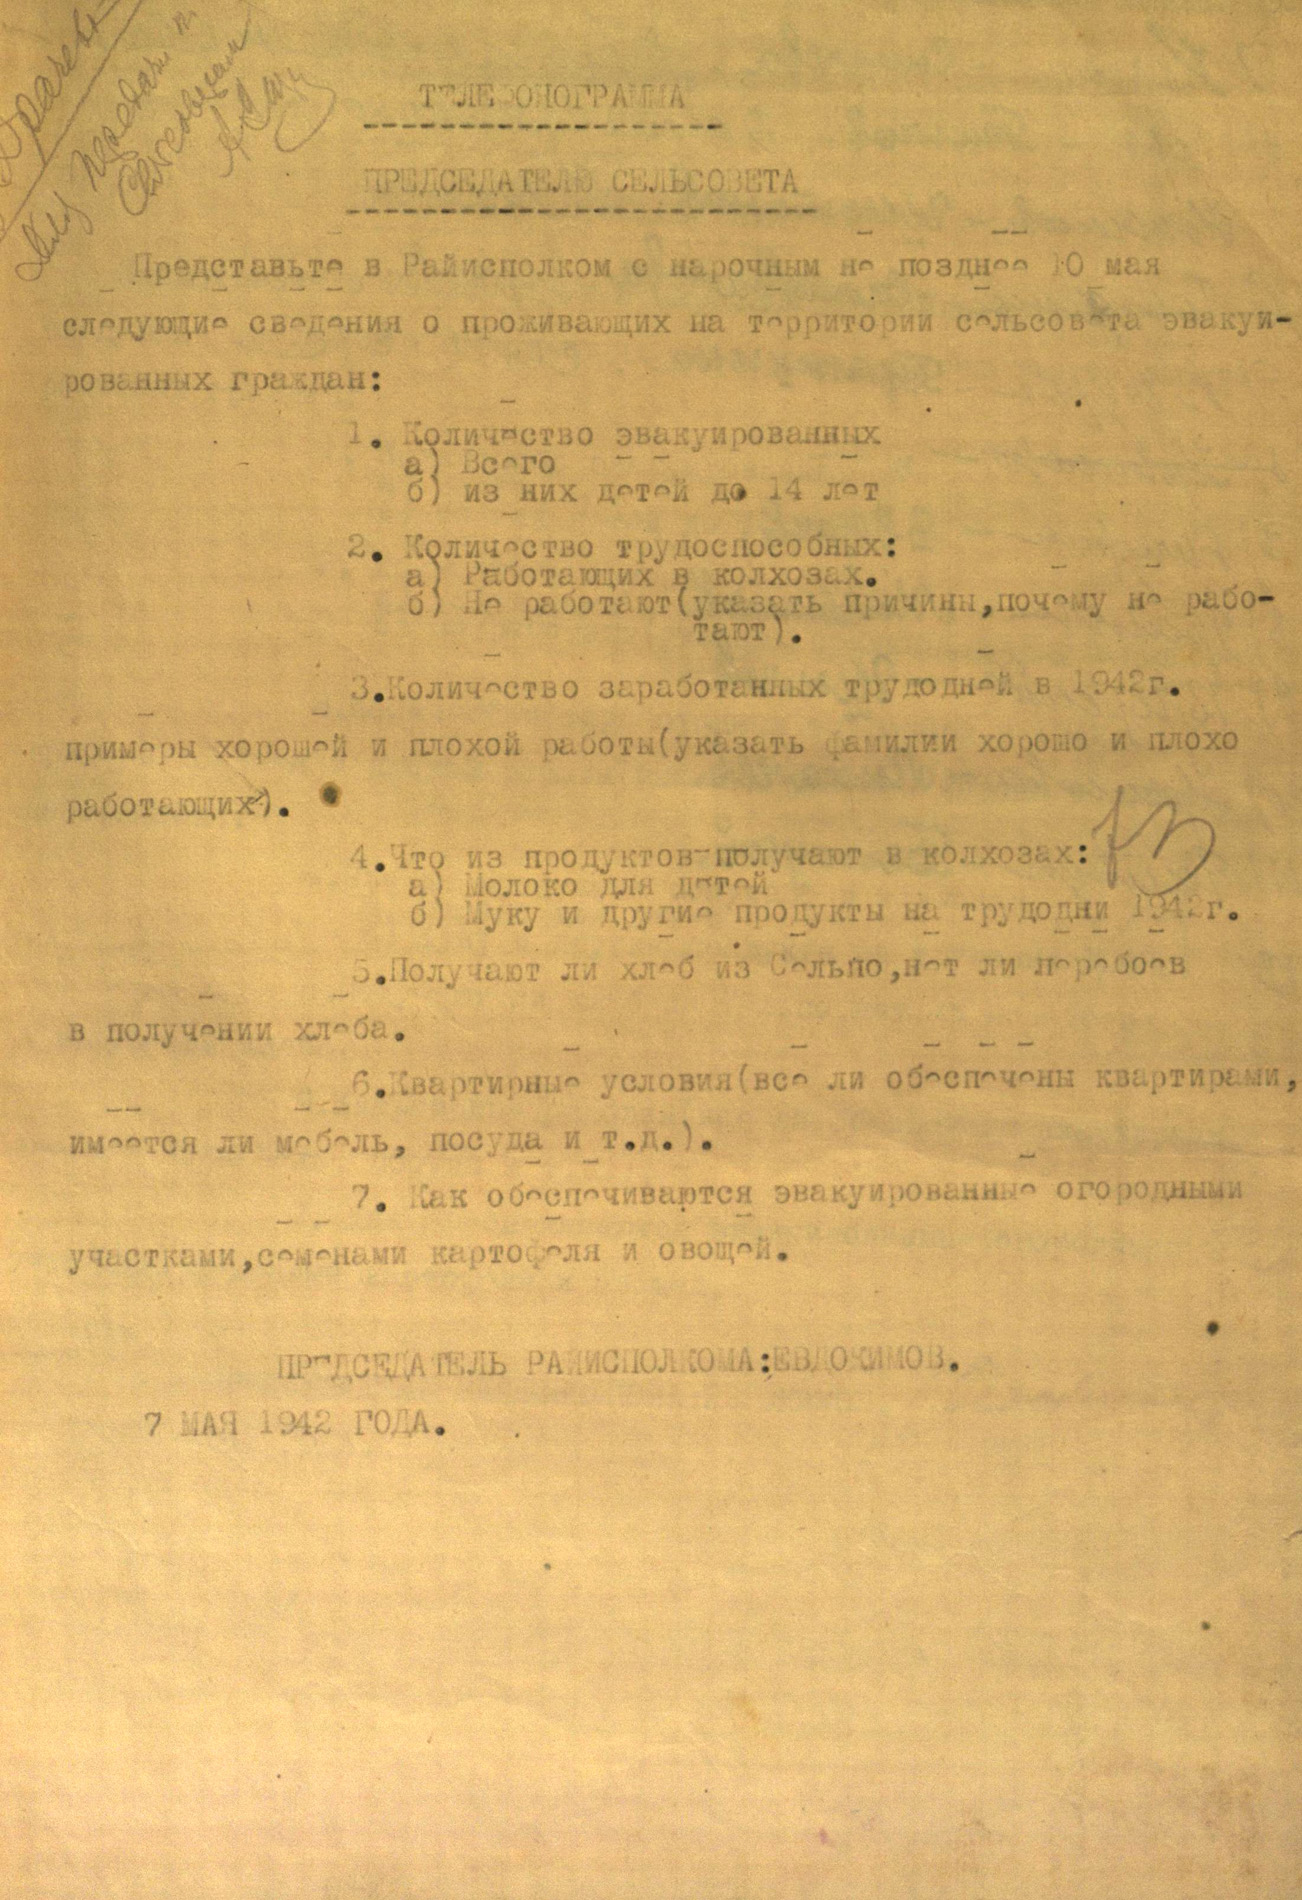 ТЕЛЕФОНОГРАММА
ПРЕДСЕДАТЕЛЮ СЕЛЬСОВЕТА
Представьте в Райисполком с нарочным не позднее 10 мая
следующие сведения о проживающих на территории сельсовета эвакуи-
рованных граждан:
1. Количество эвакуированных
а) Всего
б) из них детей до 14 лет
2. Количество трудоспособных:
а) Работающих в колхозах.
б) Не работают(указать причины,почему не рабо-
тают).
3.Количество заработанных трудодней в 1942г.
примеры хорошей и плохой работы(указать фамилии хорошо и плохо
работающих).
4.Что из продуктов получают в колхозах:
а) Молоко для детей
б) Муку и другие продукты на трудодни 1942г.
5.Получают ли хлеб из Сельпо,нет ли перебоев
в получении хлеба.
6.Квартирные условия(все ли обеспечены квартирами,
имеется ли мебель, посуда и т.д.).
7. Как обеспечиваются эвакуированные огородными
участками,семенами картофеля и овощей.
ПРЕДСЕДАТЕЛЬ РАЙИСПОЛКОМА:ЕВДОКИМОВ.
7 МАЯ 1942 ГОДА.